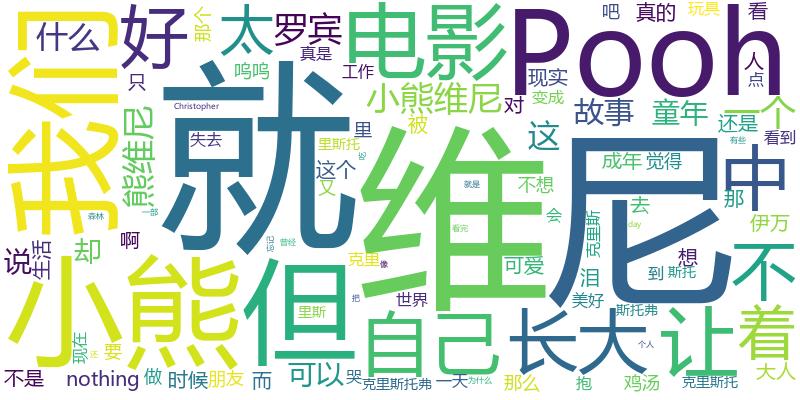 什么
好
那个
太
罗宾
真是
呜呜
工作
电影
Pooh
吧
真的
玩具
看
人
点
现实
变成
只
Christopher
小熊维尼
对
故事
童年
一个
还是
看到
有些
我们
熊维尼
失去
就
里斯托
里
被
维
这
尼
成年
觉得
中
这个
又
就是
不想
去
那
森林
一部
说
生活
却
啊
曾经
忘记
克里
像
看完
会
可爱
克里斯
泪
day
想
伊万
小熊
但
里斯
把
世界
自己
美好
到
斯托
斯托弗
不
现在
还
要
长大
个人
让
着
不是
nothing
做
时候
朋友
而
可以
哭
克里斯托弗
一天
为什么
那么
抱
鸡汤
克里斯托
大人